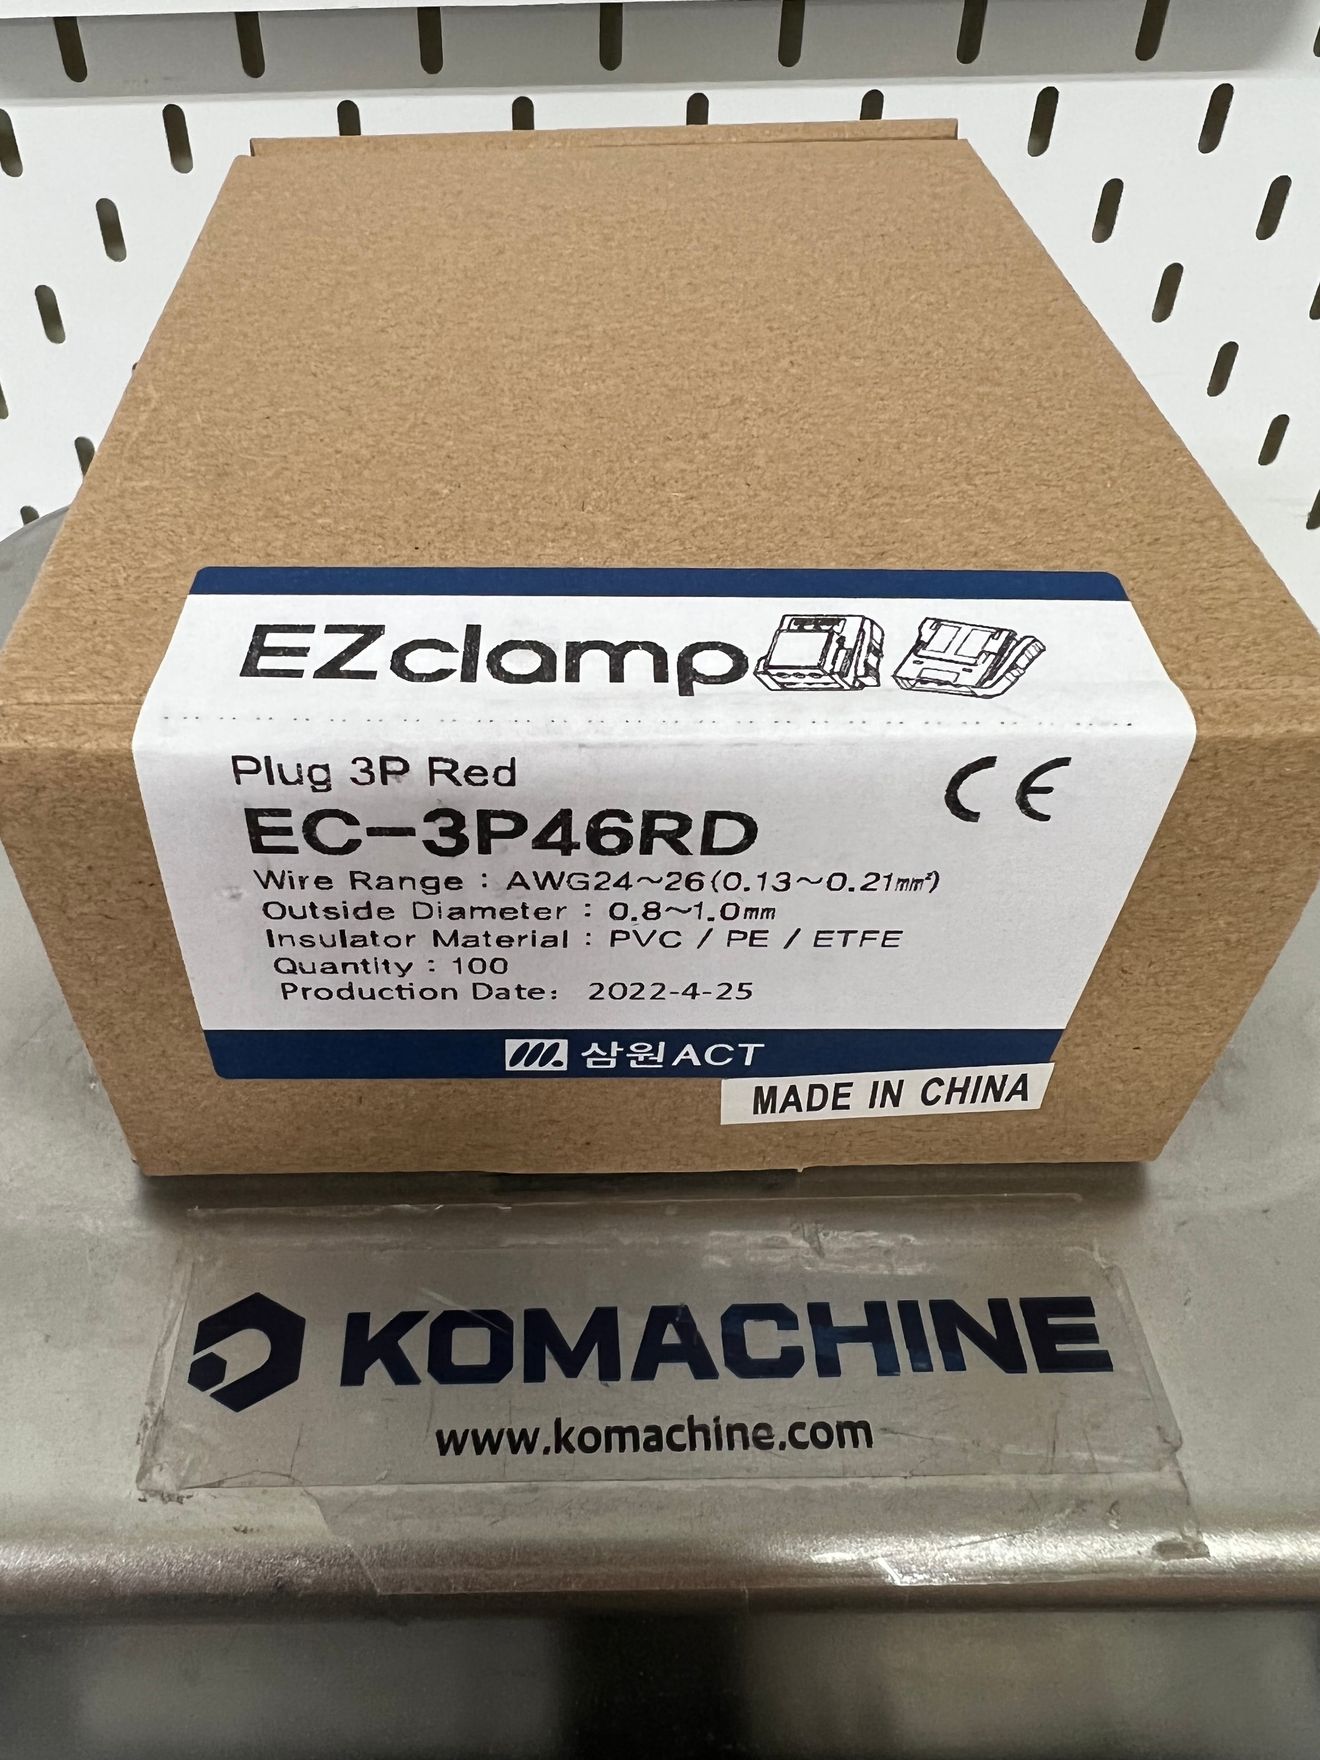 EZclamp
Plug 3P Red
CE
EC-3P46RD
Wire Range : AWG24~26(0.13~0.21mm²)
Outside Diameter : 0.8~1.0mm
Insulator Material : PVC / PE / ETFE
Quantity : 100
Production Date: 2022-4-25
삼원ACT
MADE IN CHINA
KOMACHINE
www.komachine.com